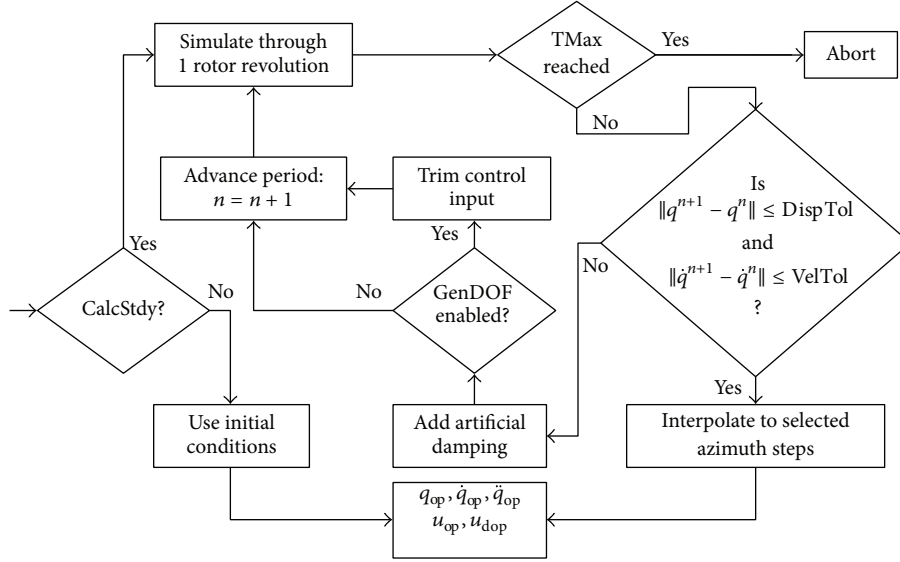 Simulate through
1 rotor revolution
TMax
reached
Yes
Abort
No
Advance period:
n = n + 1
Trim control
input
Is
‖qⁿ⁺¹ − qⁿ‖ ≤ DispTol
and
‖q̇ⁿ⁺¹ − q̇ⁿ‖ ≤ VelTol
?
Yes
Yes
No
CalcStdy?
No
No
GenDOF
enabled?
Yes
Use initial
conditions
Add artificial
damping
Interpolate to selected
azimuth steps
q_op, q̇_op, q̈_op
u_op, u_dop